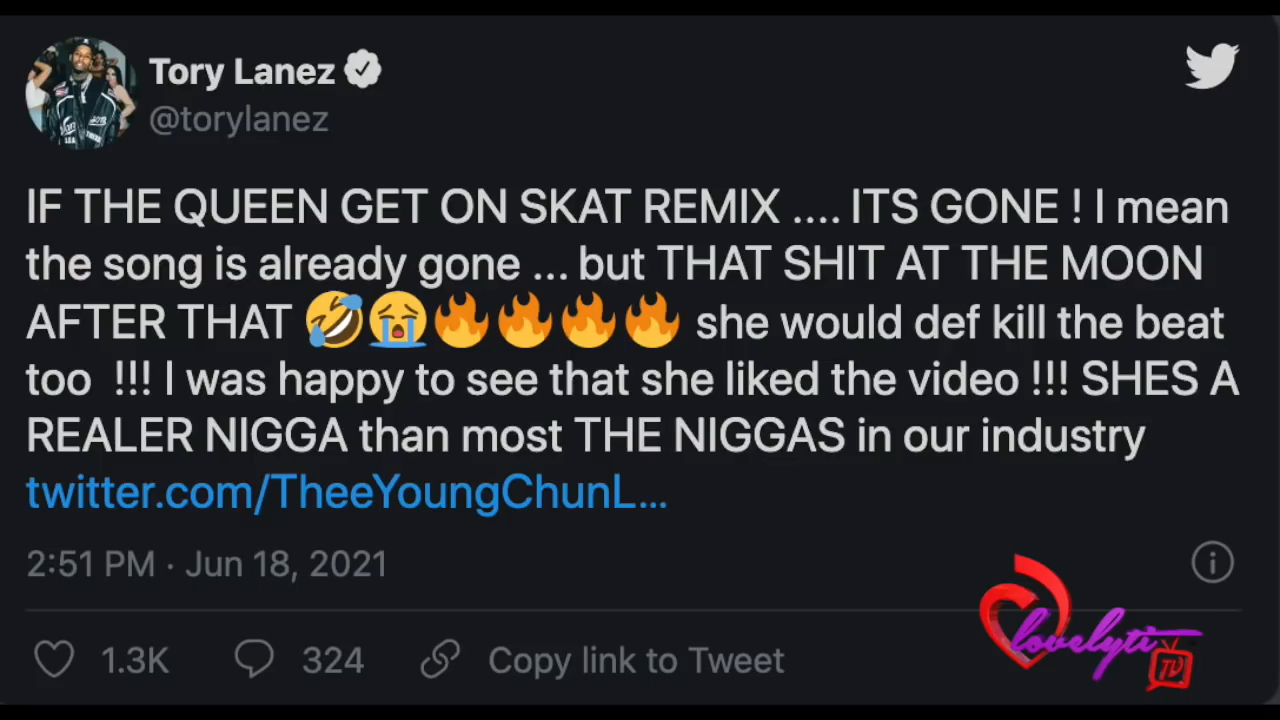 Tory Lanez
@torylanez
IF THE QUEEN GET ON SKAT REMIX .... ITS GONE ! I mean
the song is already gone ... but THAT SHIT AT THE MOON
AFTER THAT 🤣😭🔥🔥🔥🔥 she would def kill the beat
too !!! I was happy to see that she liked the video !!! SHES A
REALER NIGGA than most THE NIGGAS in our industry
twitter.com/TheeYoungChunL...
2:51 PM · Jun 18, 2021
1.3K 324 Copy link to Tweet
lovelyti
TV